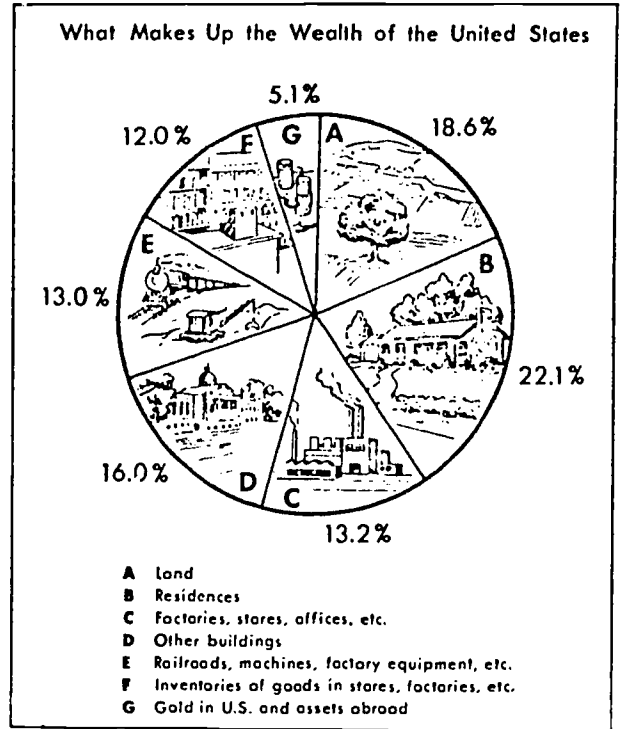 What Makes Up the Wealth of the United States
5.1%
12.0%
F
G
A
18.6%
E
B
13.0%
22.1%
16.0%
D
C
13.2%
A Land
B Residences
C Factories, stores, offices, etc.
D Other buildings
E Railroads, machines, factory equipment, etc.
F Inventories of goods in stores, factories, etc.
G Gold in U.S. and assets abroad